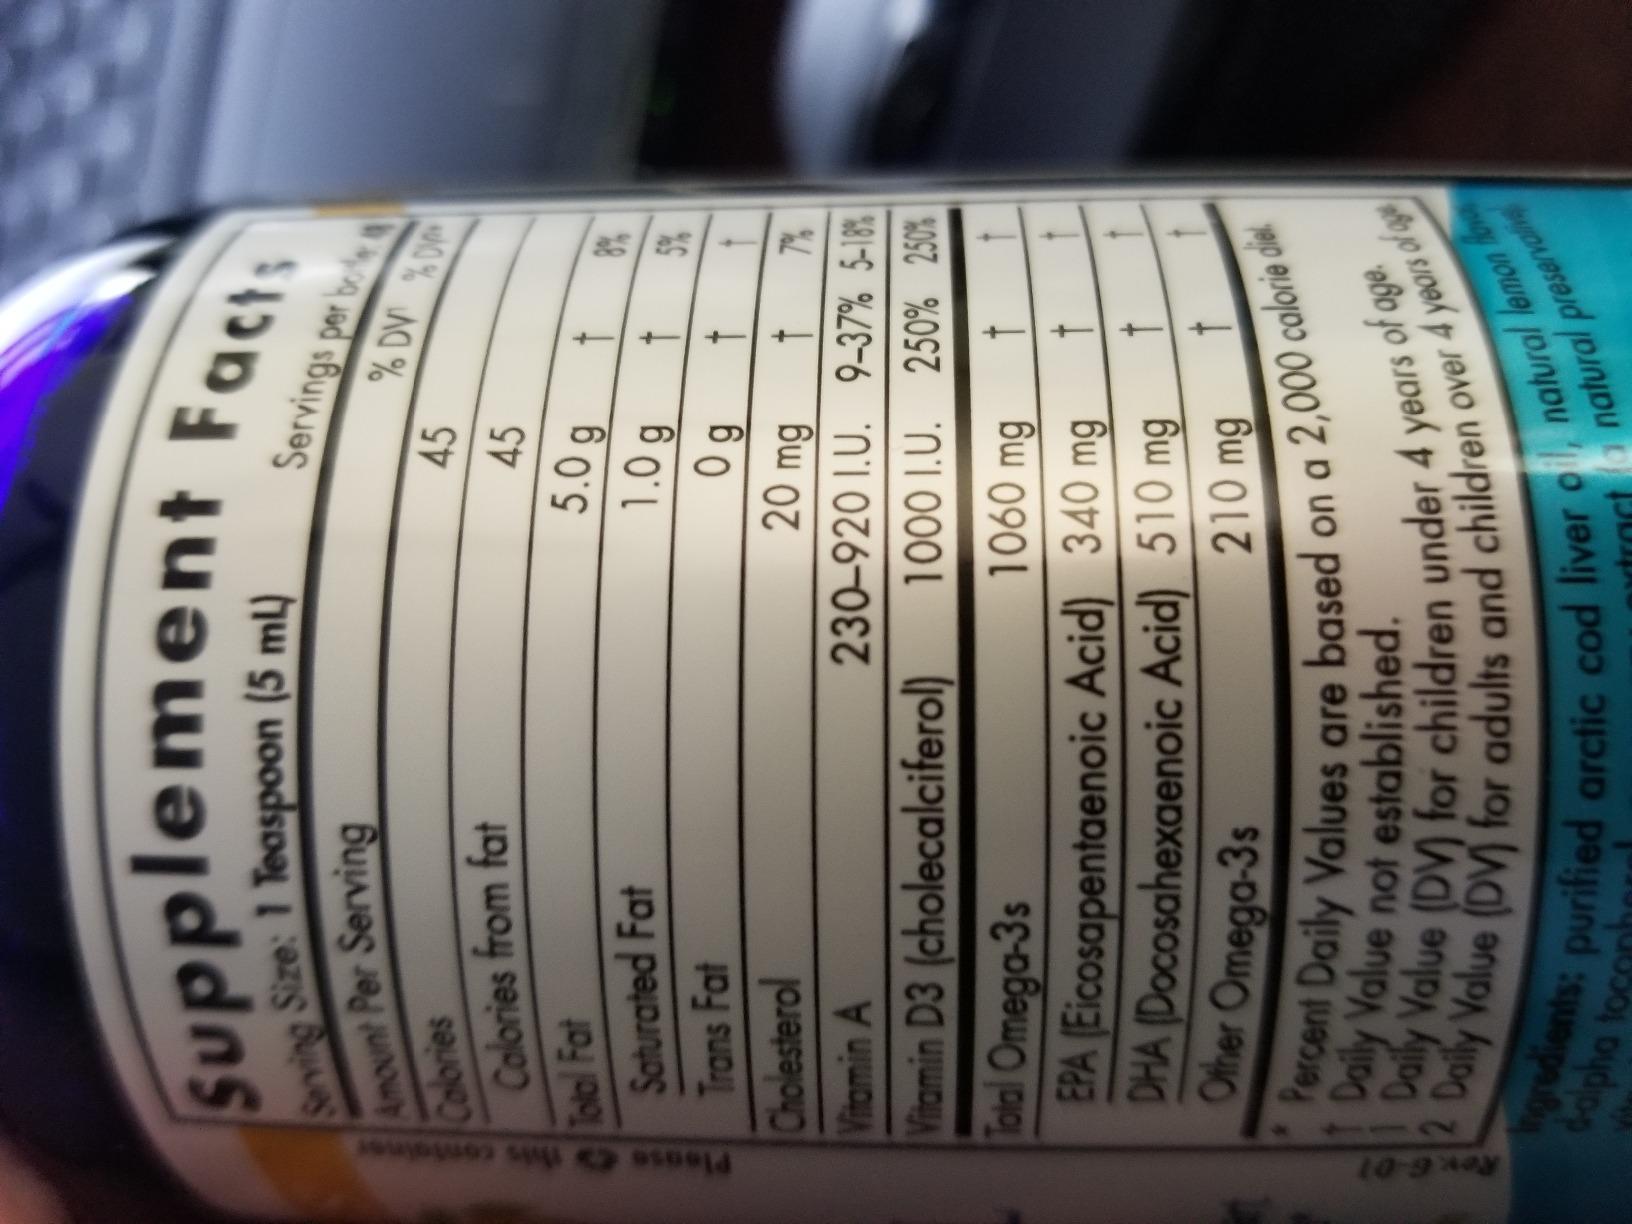 Supplement Facts
Serving Size: 1 Teaspoon (5 mL) Servings per bottle:
Amount Per Serving % DV¹ % DV²*
Calories 45
Calories from fat 45
Total Fat 5.0 g † 8%
Saturated Fat 1.0 g † 5%
Trans Fat 0 g † †
Cholesterol 20 mg † 7%
Vitamin A 230–920 I.U. 9–37% 5–18%
Vitamin D3 (cholecalciferol) 1000 I.U. 250% 250%
Total Omega-3s 1060 mg † †
EPA (Eicosapentaenoic Acid) 340 mg † †
DHA (Docosahexaenoic Acid) 510 mg † †
Other Omega-3s 210 mg † †
* Percent Daily Values are based on a 2,000 calorie diet.
† Daily Value not established.
1 Daily Value (DV) for children under 4 years of age.
2 Daily Value (DV) for adults and children over 4 years of age.
Ingredients: purified arctic cod liver oil, natural lemon flavor,
d-alpha tocopherol natural preservative)
extract
Please this container